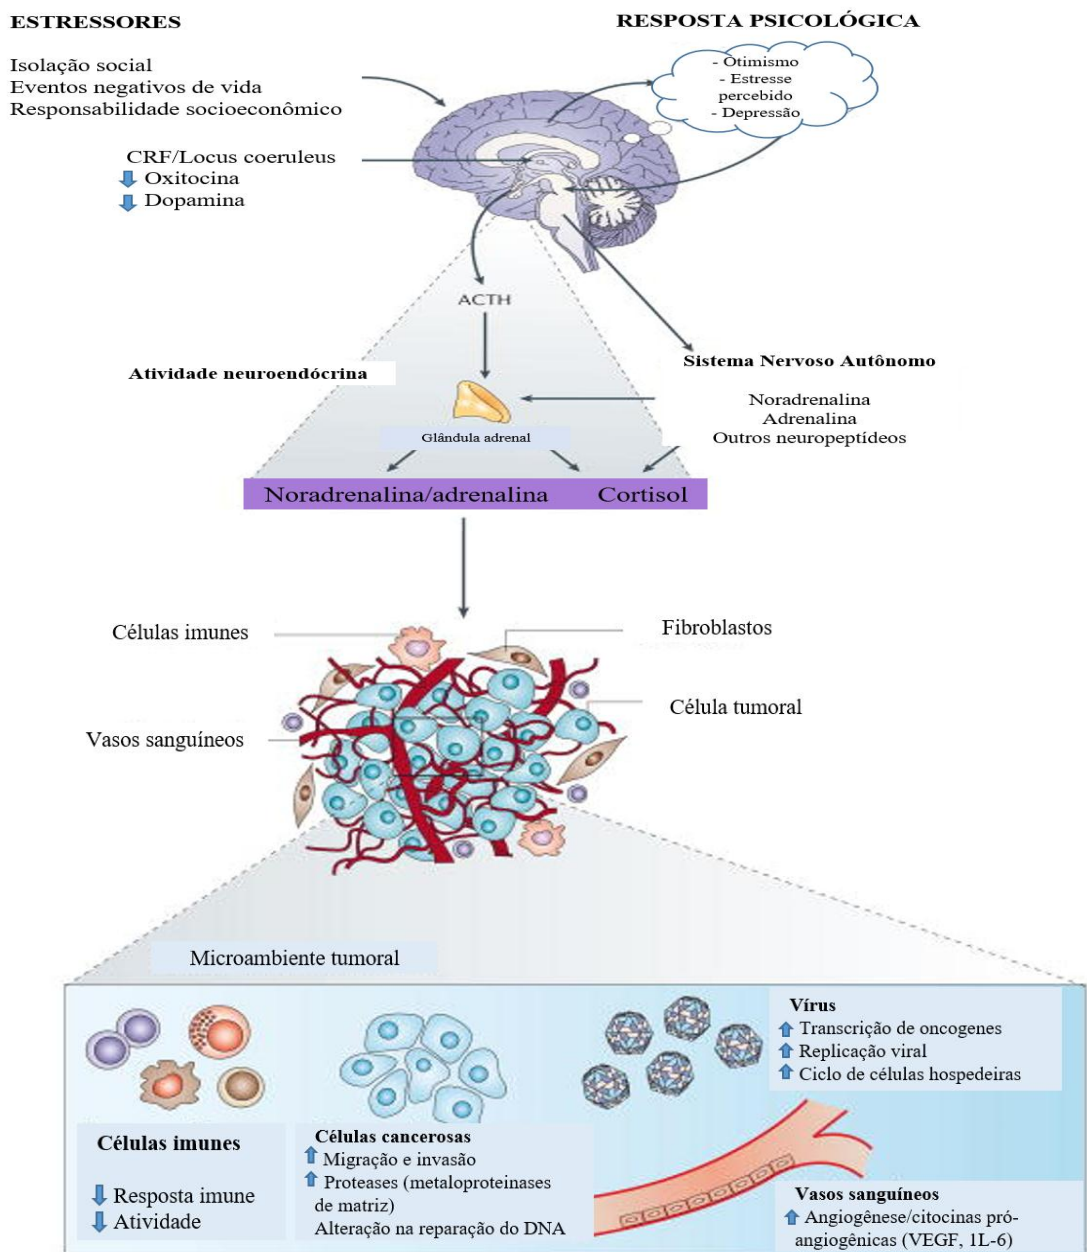 ESTRESSORES
RESPOSTA PSICOLÓGICA
Isolação social
Eventos negativos de vida
Responsabilidade socioeconômico
- Otimismo
- Estresse
percebido
- Depressão
CRF/Locus coeruleus
Oxitocina
Dopamina
ACTH
Atividade neuroendócrina
Sistema Nervoso Autônomo
Noradrenalina
Adrenalina
Outros neuropeptídeos
Glândula adrenal
Noradrenalina/adrenalina Cortisol
Células imunes
Fibroblastos
Célula tumoral
Vasos sanguíneos
Microambiente tumoral
Vírus
Transcrição de oncogenes
Replicação viral
Ciclo de células hospedeiras
Células imunes
Resposta imune
Atividade
Células cancerosas
Migração e invasão
Proteases (metaloproteinases
de matriz)
Alteração na reparação do DNA
Vasos sanguíneos
Angiogênese/citocinas pró-
angiogênicas (VEGF, 1L-6)